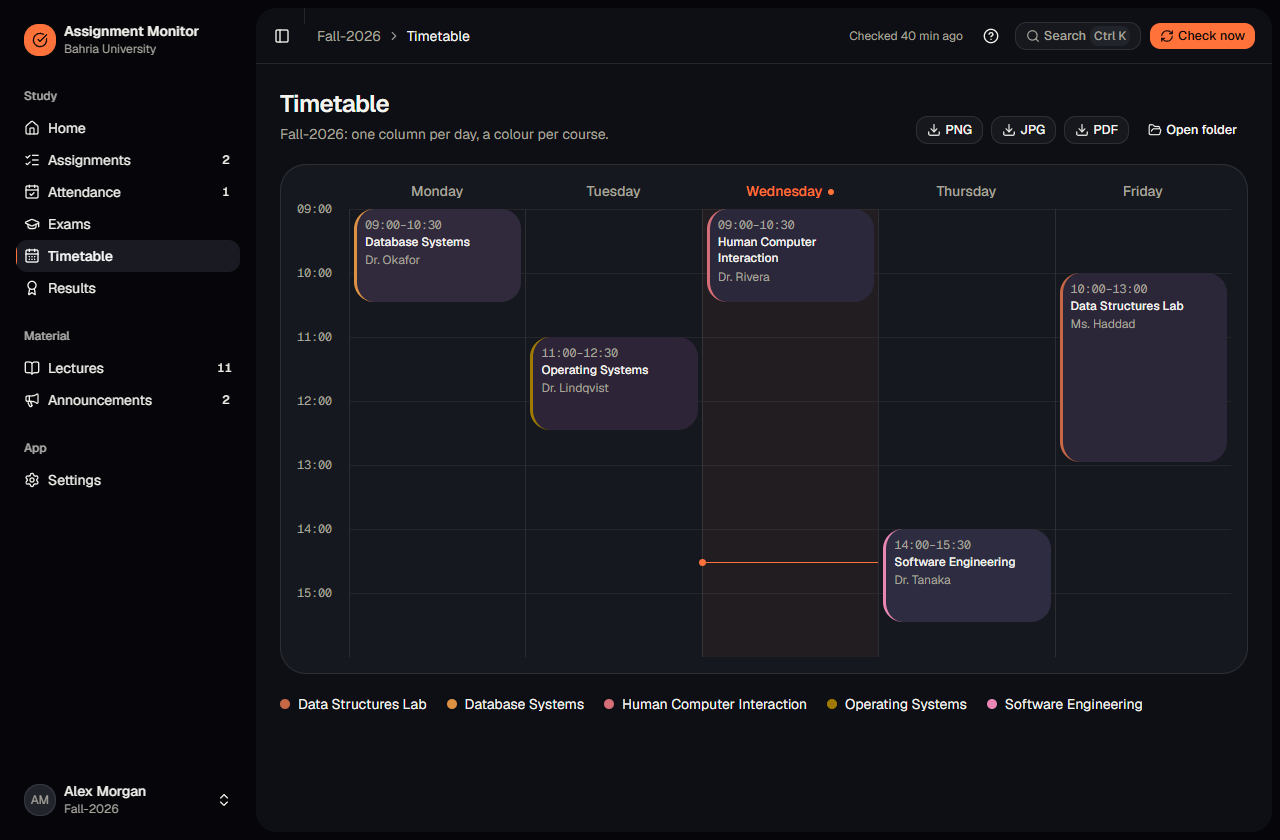 Assignment Monitor
Bahria University
Study
Home
Assignments 2
Attendance 1
Exams
Timetable
Results
Material
Lectures 11
Announcements 2
App
Settings
AM
Alex Morgan
Fall-2026
Fall-2026 > Timetable
Checked 40 min ago
Search Ctrl K
Check now
Timetable
Fall-2026: one column per day, a colour per course.
PNG
JPG
PDF
Open folder
Monday Tuesday Wednesday Thursday Friday
09:00
10:00
11:00
12:00
13:00
14:00
15:00
09:00–10:30
Database Systems
Dr. Okafor
11:00–12:30
Operating Systems
Dr. Lindqvist
09:00–10:30
Human Computer
Interaction
Dr. Rivera
14:00–15:30
Software Engineering
Dr. Tanaka
10:00–13:00
Data Structures Lab
Ms. Haddad
Data Structures Lab
Database Systems
Human Computer Interaction
Operating Systems
Software Engineering